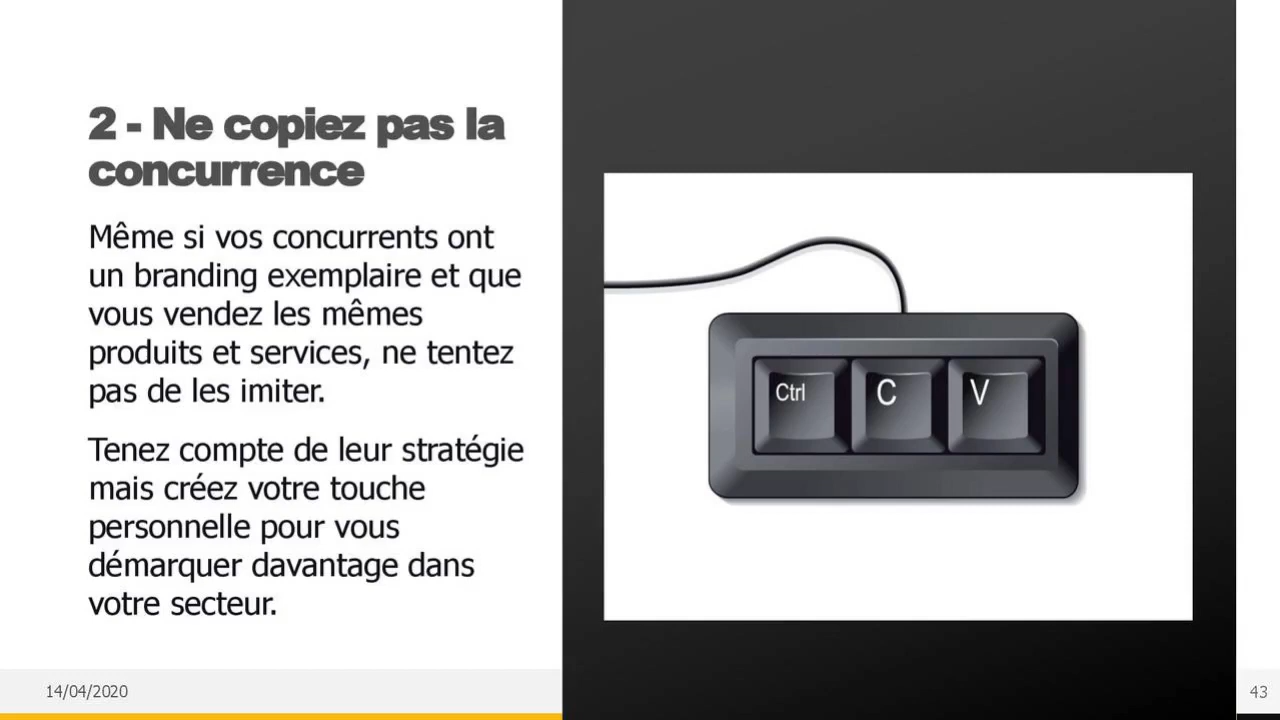 2 - Ne copiez pas la
concurrence
Même si vos concurrents ont
un branding exemplaire et que
vous vendez les mêmes
produits et services, ne tentez
pas de les imiter.
Tenez compte de leur stratégie
mais créez votre touche
personnelle pour vous
démarquer davantage dans
votre secteur.
Ctrl C V
14/04/2020
43